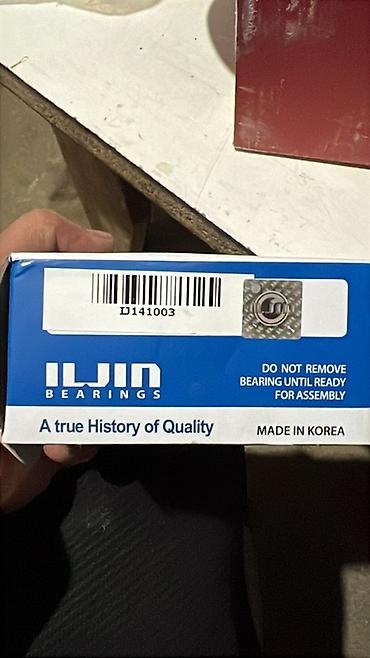 IJ141003
ILJIN
BEARINGS
DO NOT REMOVE
BEARING UNTIL READY
FOR ASSEMBLY
A true History of Quality
MADE IN KOREA